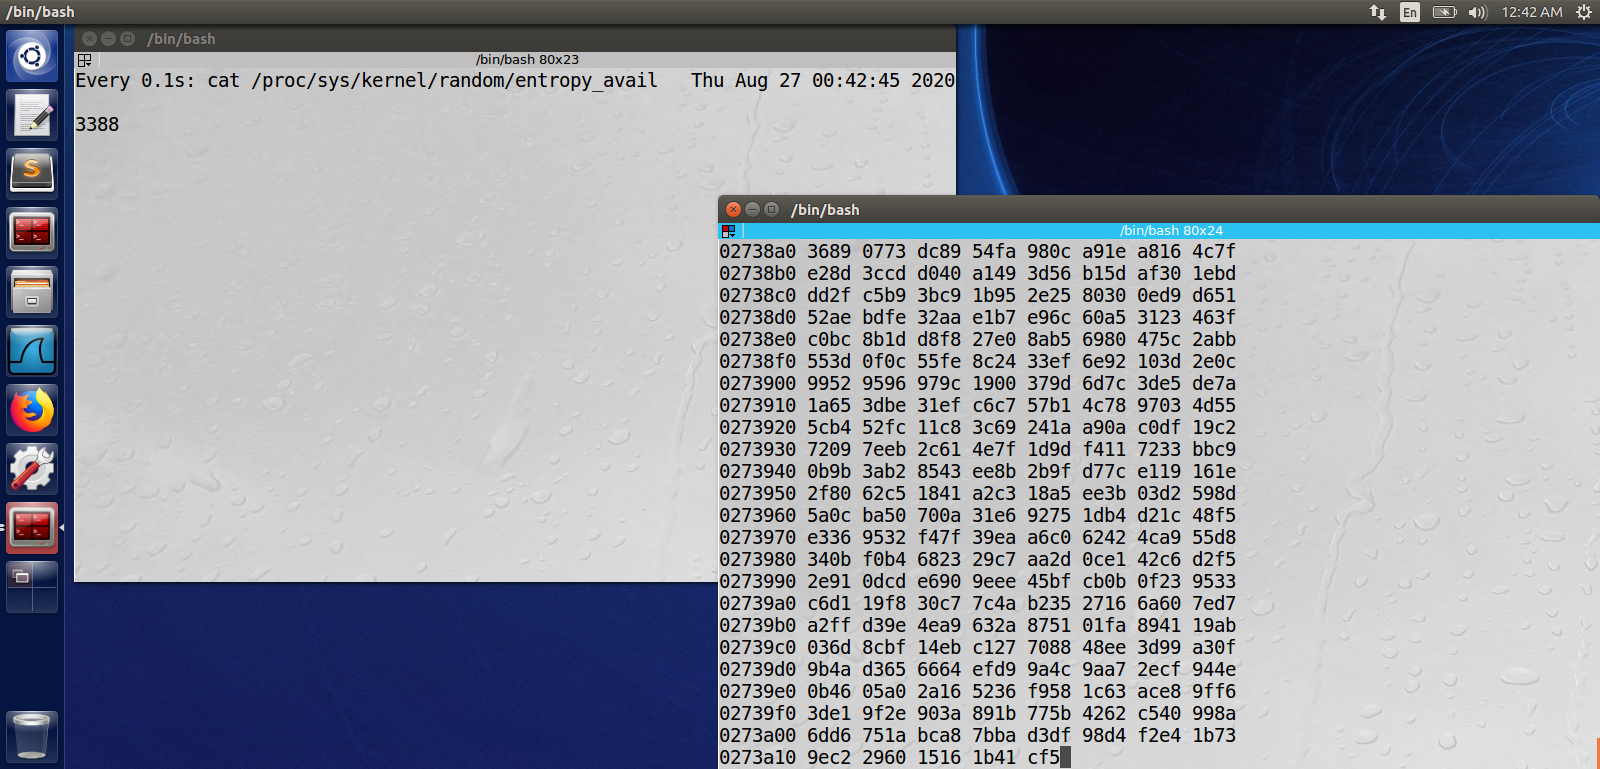 /bin/bash
En
12:42 AM
/bin/bash
/bin/bash 80x23
Every 0.1s: cat /proc/sys/kernel/random/entropy_avail   Thu Aug 27 00:42:45 2020
3388
S
/bin/bash
/bin/bash 80x24
02738a0 3689 0773 dc89 54fa 980c a91e a816 4c7f
02738b0 e28d 3ccd d040 a149 3d56 b15d af30 1ebd
02738c0 dd2f c5b9 3bc9 1b95 2e25 8030 0ed9 d651
02738d0 52ae bdfe 32aa e1b7 e96c 60a5 3123 463f
02738e0 c0bc 8b1d d8f8 27e0 8ab5 6980 475c 2abb
02738f0 553d 0f0c 55fe 8c24 33ef 6e92 103d 2e0c
0273900 9952 9596 979c 1900 379d 6d7c 3de5 de7a
0273910 1a65 3dbe 31ef c6c7 57b1 4c78 9703 4d55
0273920 5cb4 52fc 11c8 3c69 241a a90a c0df 19c2
0273930 7209 7eeb 2c61 4e7f 1d9d f411 7233 bbc9
0273940 0b9b 3ab2 8543 ee8b 2b9f d77c e119 161e
0273950 2f80 62c5 1841 a2c3 18a5 ee3b 03d2 598d
0273960 5a0c ba50 700a 31e6 9275 1db4 d21c 48f5
0273970 e336 9532 f47f 39ea a6c0 6242 4ca9 55d8
0273980 340b f0b4 6823 29c7 aa2d 0ce1 42c6 d2f5
0273990 2e91 0dcd e690 9eee 45bf cb0b 0f23 9533
02739a0 c6d1 19f8 30c7 7c4a b235 2716 6a60 7ed7
02739b0 a2ff d39e 4ea9 632a 8751 01fa 8941 19ab
02739c0 036d 8cbf 14eb c127 7088 48ee 3d99 a30f
02739d0 9b4a d365 6664 efd9 9a4c 9aa7 2ecf 944e
02739e0 0b46 05a0 2a16 5236 f958 1c63 ace8 9ff6
02739f0 3de1 9f2e 903a 891b 775b 4262 c540 998a
0273a00 6dd6 751a bca8 7bba d3df 98d4 f2e4 1b73
0273a10 9ec2 2960 1516 1b41 cf5